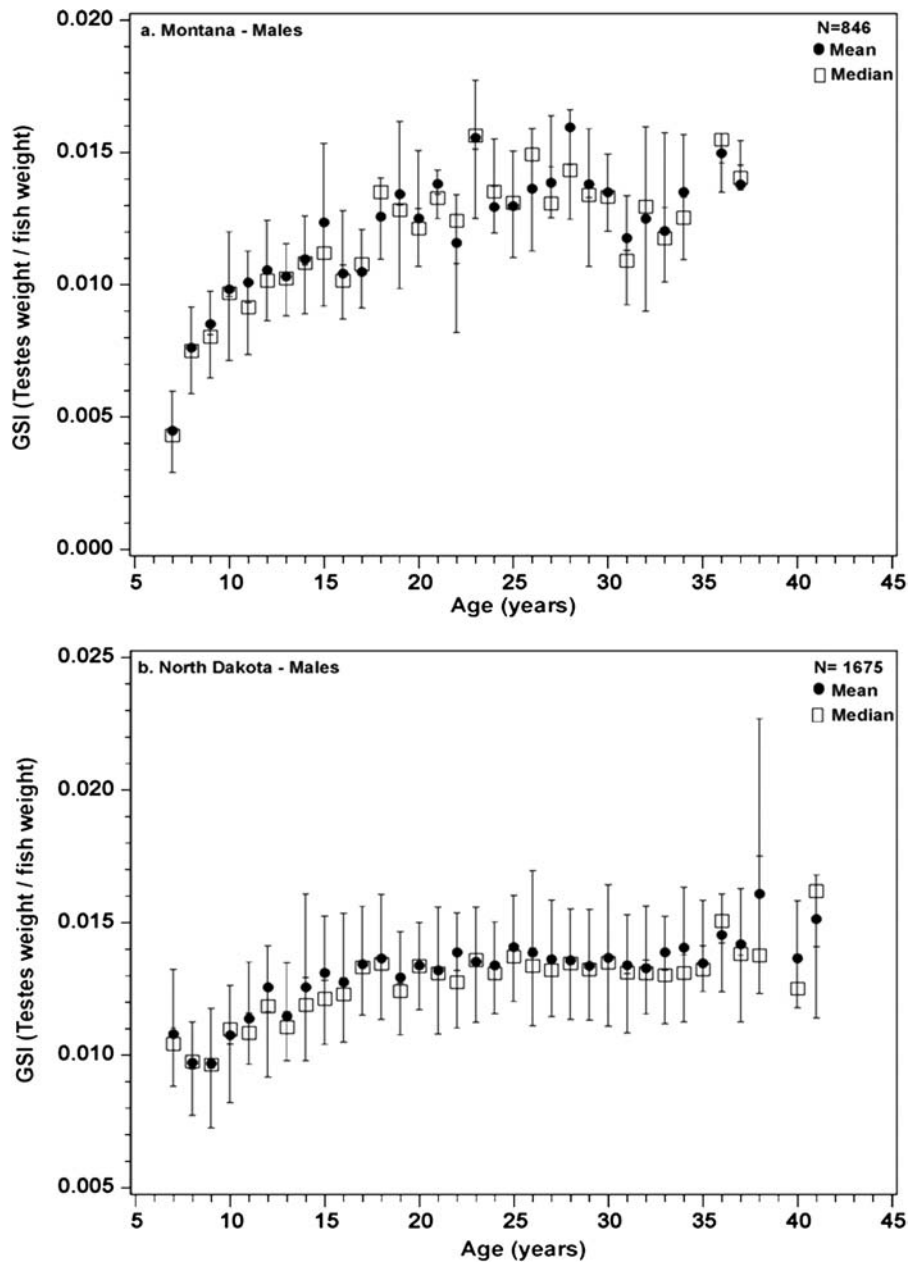 a. Montana - Males
N=846
Mean
Median
GSI (Testes weight / fish weight)
0.020
0.015
0.010
0.005
0.000
5 10 15 20 25 30 35 40 45
Age (years)
b. North Dakota - Males
N= 1675
Mean
Median
GSI (Testes weight / fish weight)
0.025
0.020
0.015
0.010
0.005
5 10 15 20 25 30 35 40 45
Age (years)